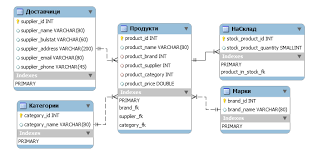 Доставчици
supplier_id INT
supplier_name VARCHAR(80)
supplier_bulstat VARCHAR(60)
supplier_address VARCHAR(200)
supplier_email VARCHAR(80)
supplier_phone VARCHAR(45)
Indexes
PRIMARY
Категории
category_id INT
category_name VARCHAR(80)
Indexes
PRIMARY
Продукти
product_id INT
product_name VARCHAR(80)
product_brand INT
product_supplier INT
product_category INT
product_price DOUBLE
Indexes
PRIMARY
brand_fk
supplier_fk
category_fk
НаСклад
stock_product_id INT
stock_product_quantity SMALLINT
Indexes
PRIMARY
product_in_stock_fk
Марки
brand_id INT
brand_name VARCHAR(80)
Indexes
PRIMARY